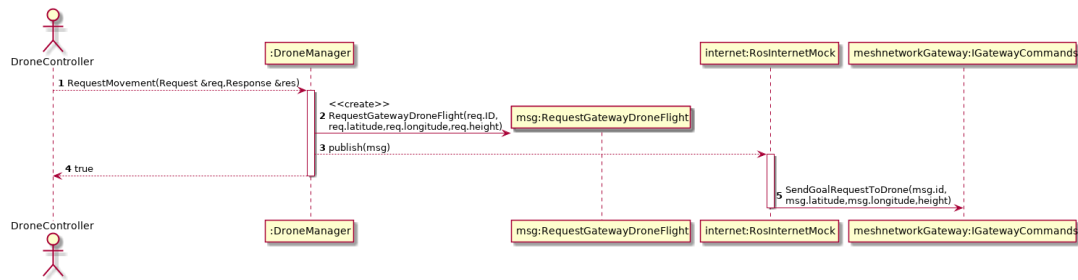 DroneController
:DroneManager
internet:RosInternetMock
meshnetworkGateway:IGatewayCommands
1 RequestMovement(Request &req,Response &res)
<<create>>
2 RequestGatewayDroneFlight(req.ID,
req.latitude,req.longitude,req.height)
msg:RequestGatewayDroneFlight
3 publish(msg)
4 true
5 SendGoalRequestToDrone(msg.id,
msg.latitude,msg.longitude,height)
DroneController
:DroneManager
msg:RequestGatewayDroneFlight
internet:RosInternetMock
meshnetworkGateway:IGatewayCommands